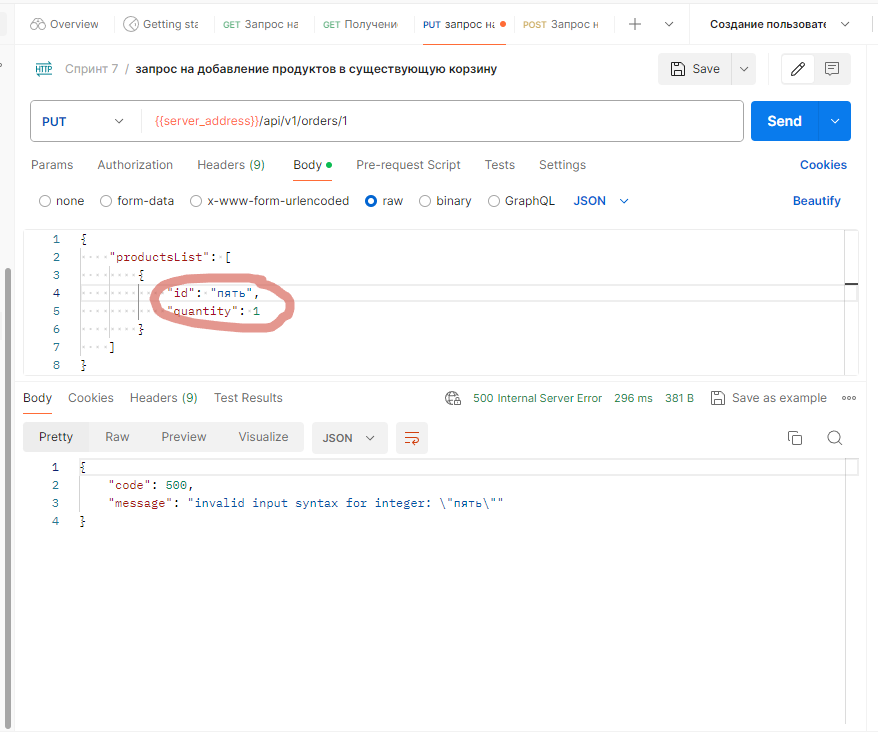 Overview Getting sta GET Запрос на GET Получени PUT запрос на POST Запрос н Создание пользовате
HTTP Спринт 7 / запрос на добавление продуктов в существующую корзину Save
PUT {{server_address}}/api/v1/orders/1 Send
Params Authorization Headers (9) Body Pre-request Script Tests Settings Cookies
none form-data x-www-form-urlencoded raw binary GraphQL JSON Beautify
1 {
2 "productsList": [
3 {
4 "id": "пять",
5 "quantity": 1
6 }
7 ]
8 }
Body Cookies Headers (9) Test Results 500 Internal Server Error 296 ms 381 B Save as example
Pretty Raw Preview Visualize JSON
1 {
2 "code": 500,
3 "message": "invalid input syntax for integer: \"пять\""
4 }